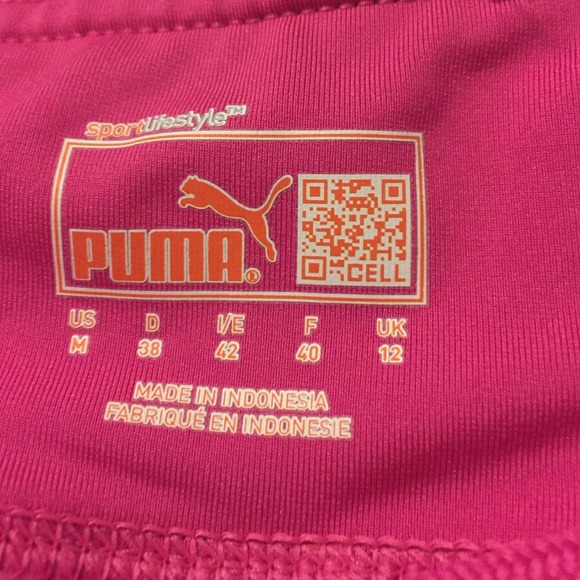 sportlifestyle™
PUMA®
CELL
US D I/E F UK
M 38 42 40 12
MADE IN INDONESIA
FABRIQUÉ EN INDONESIE